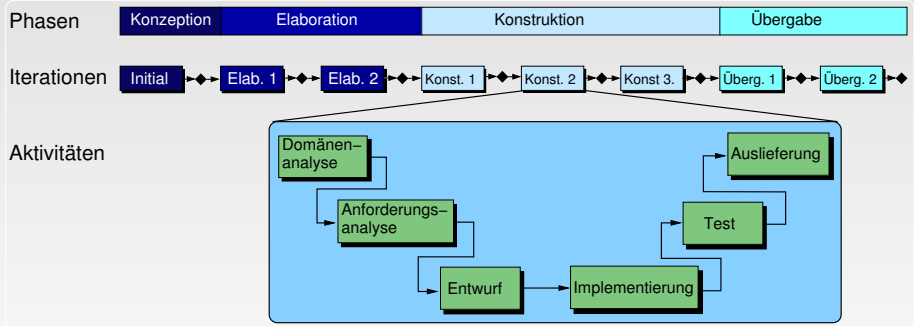 Phasen
Konzeption
Elaboration
Konstruktion
Übergabe
Iterationen
Initial
Elab. 1
Elab. 2
Konst. 1
Konst. 2
Konst 3.
Überg. 1
Überg. 2
Aktivitäten
Domänen−
analyse
Anforderungs−
analyse
Entwurf
Implementierung
Test
Auslieferung